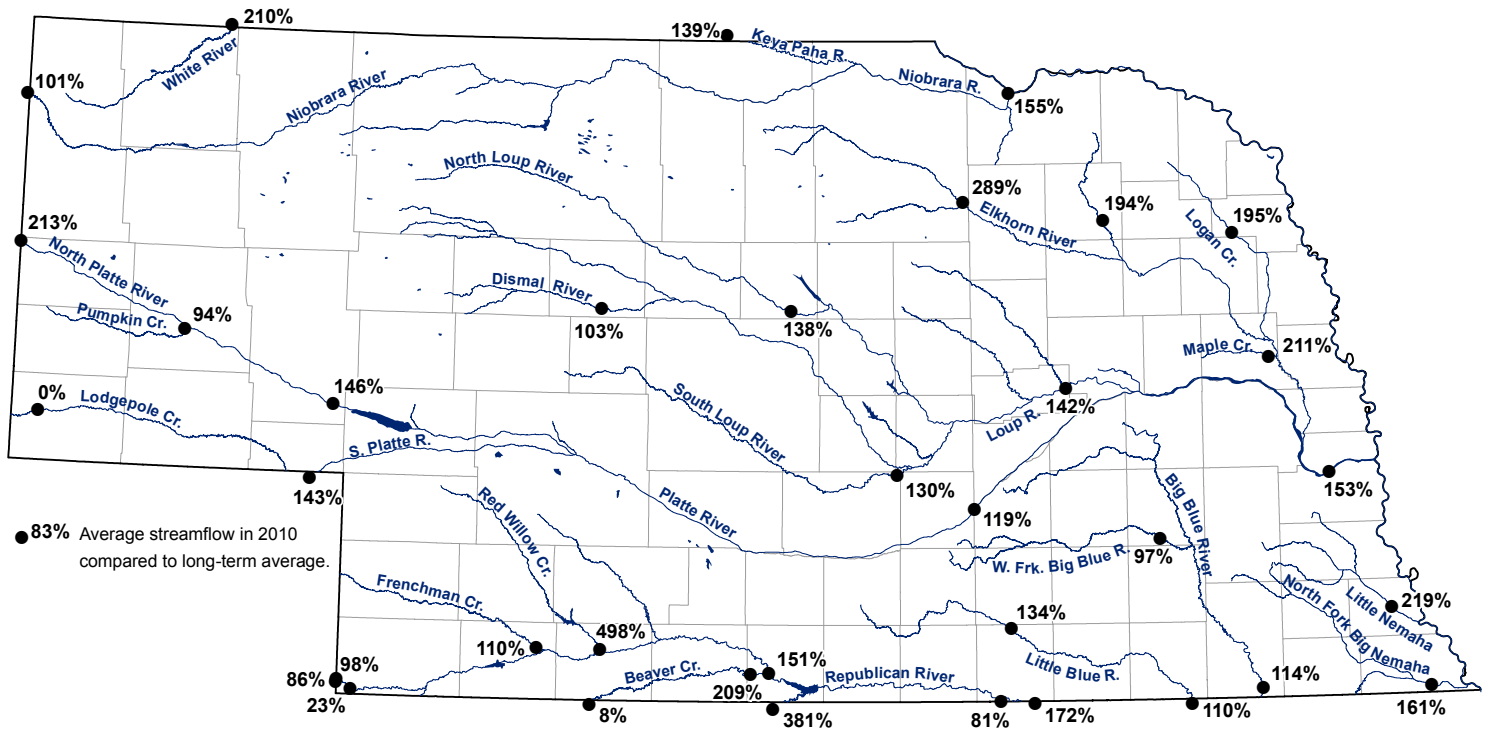 210%
139%
Keya Paha R.
White River
101%
Niobrara River
Niobrara R.
155%
North Loup River
289%
194%
195%
213%
Elkhorn River
Logan Cr.
North Platte River
Dismal River
Pumpkin Cr.
94%
103%
138%
Maple Cr.
211%
146%
0%
Lodgepole Cr.
South Loup River
142%
Loup R.
S. Platte R.
143%
130%
153%
Red Willow Cr.
Platte River
119%
Big Blue River
83% Average streamflow in 2010
compared to long-term average.
W. Frk. Big Blue R.
97%
Frenchman Cr.
North Fork Big Nemaha
Little Nemaha
219%
134%
110%
498%
98%
86%
23%
Beaver Cr.
151%
209%
Republican River
Little Blue R.
114%
8%
381%
81%
172%
110%
161%